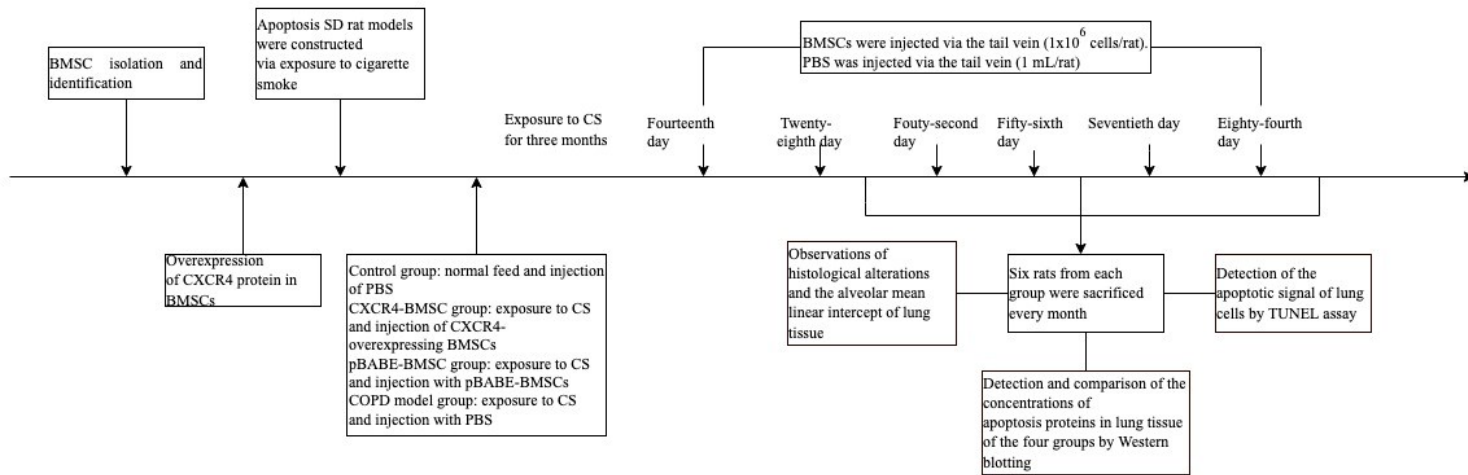 BMSC isolation and
identification
Apoptosis SD rat models
were constructed
via exposure to cigarette
smoke
BMSCs were injected via the tail vein (1x10^6 cells/rat).
PBS was injected via the tail vein (1 mL/rat)
Exposure to CS
for three months
Fourteenth
day
Twenty-
eighth day
Fouty-second
day
Fifty-sixth
day
Seventieth day
Eighty-fourth
day
Overexpression
of CXCR4 protein in
BMSCs
Control group: normal feed and injection
of PBS
CXCR4-BMSC group: exposure to CS
and injection of CXCR4-
overexpressing BMSCs
pBABE-BMSC group: exposure to CS
and injection with pBABE-BMSCs
COPD model group: exposure to CS
and injection with PBS
Observations of
histological alterations
and the alveolar mean
linear intercept of lung
tissue
Six rats from each
group were sacrificed
every month
Detection of the
apoptotic signal of lung
cells by TUNEL assay
Detection and comparison of the
concentrations of
apoptosis proteins in lung tissue
of the four groups by Western
blotting